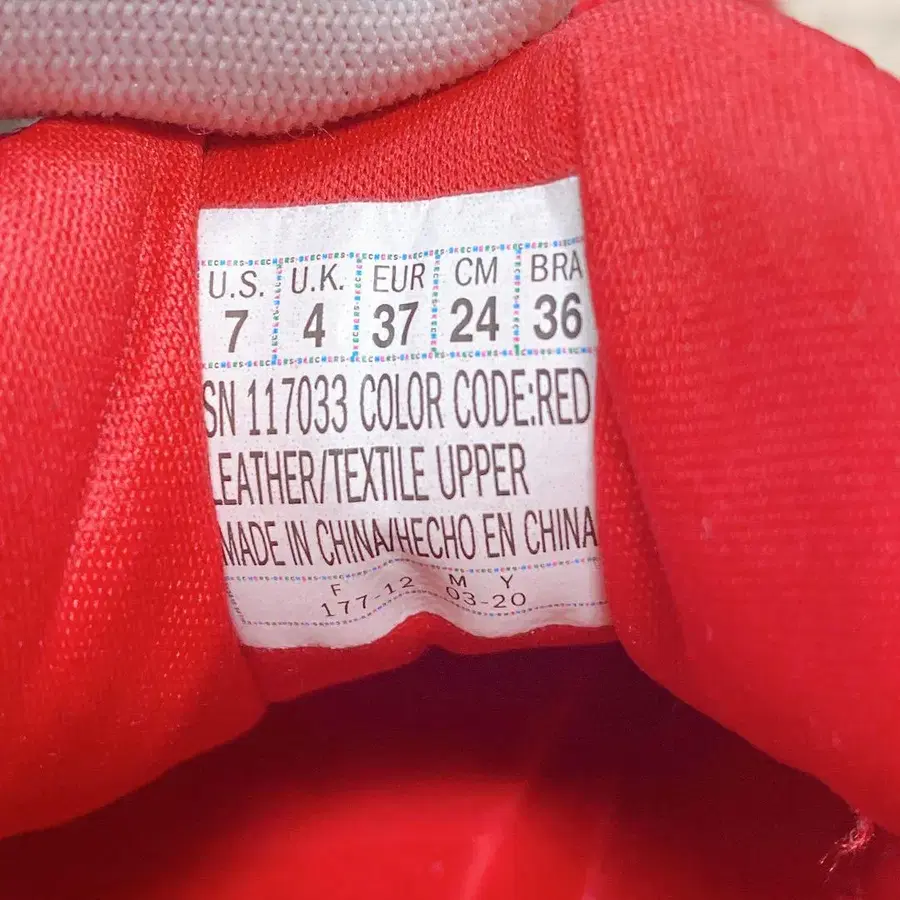 U.S. U.K. EUR CM BRA
7 4 37 24 36
SN 117033 COLOR CODE:RED
LEATHER/TEXTILE UPPER
MADE IN CHINA/HECHO EN CHINA
F M Y
177-12 03-20